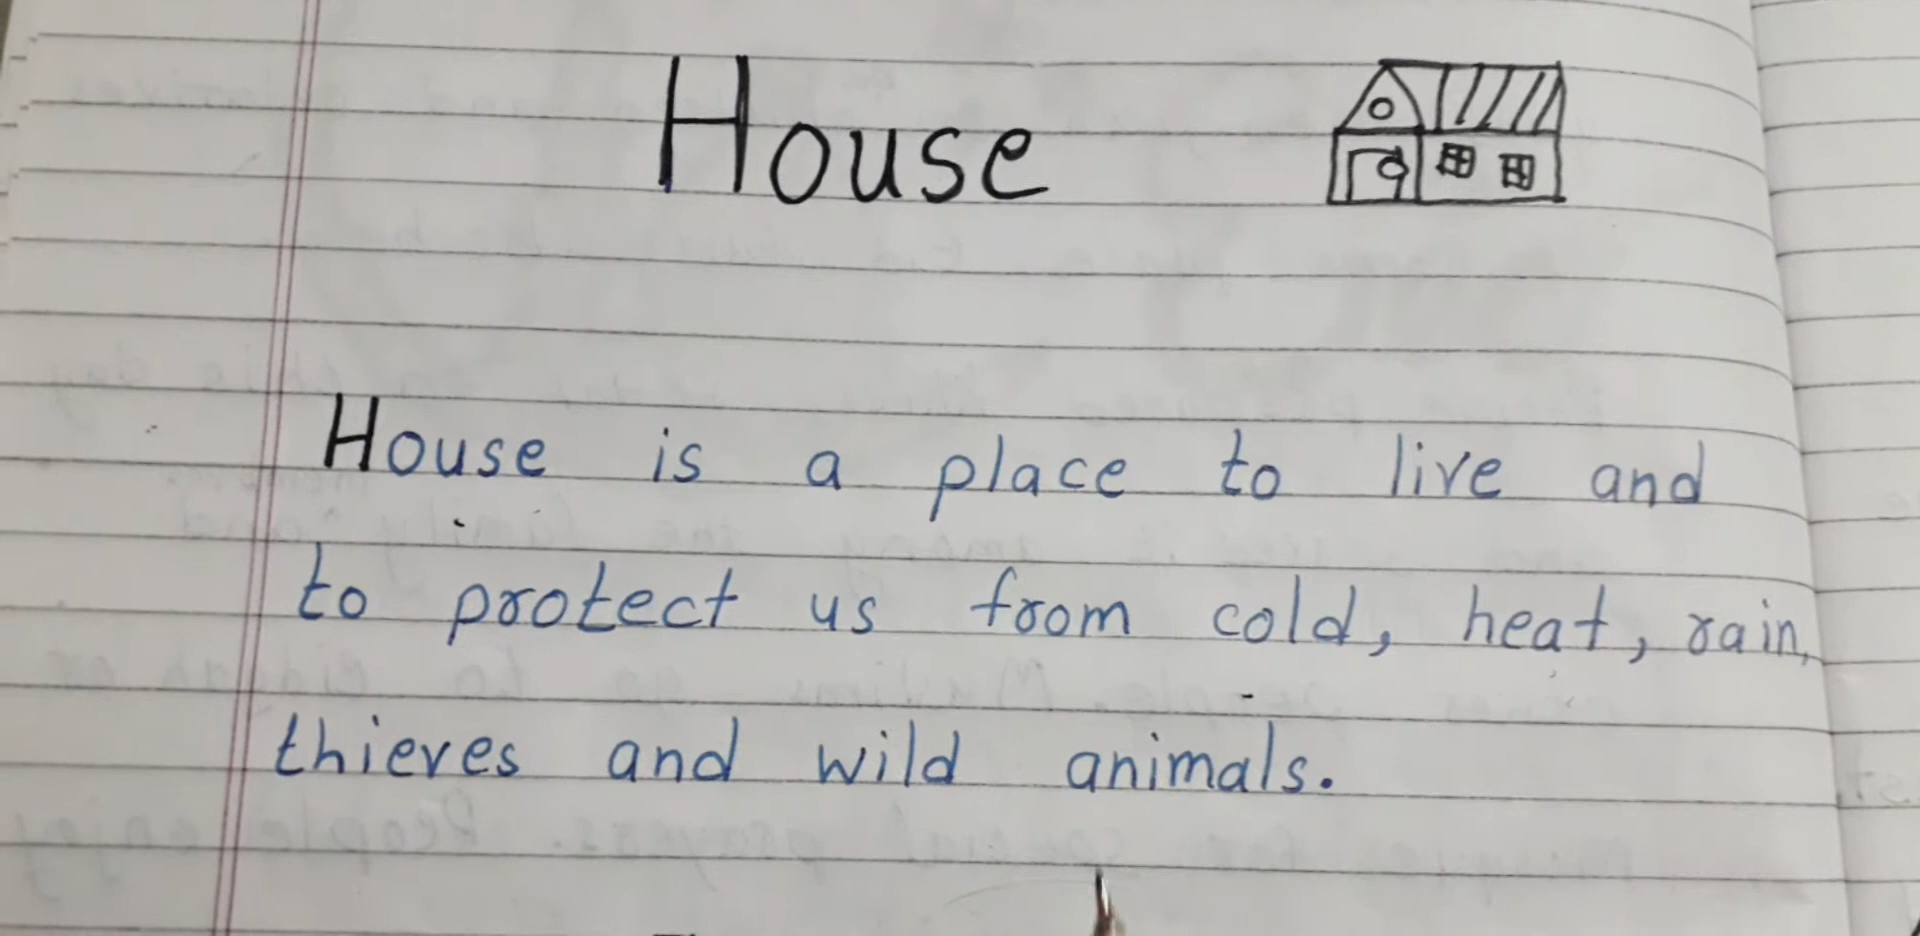 House
House is a place to live and
to protect us from cold, heat, rain,
thieves and wild animals.